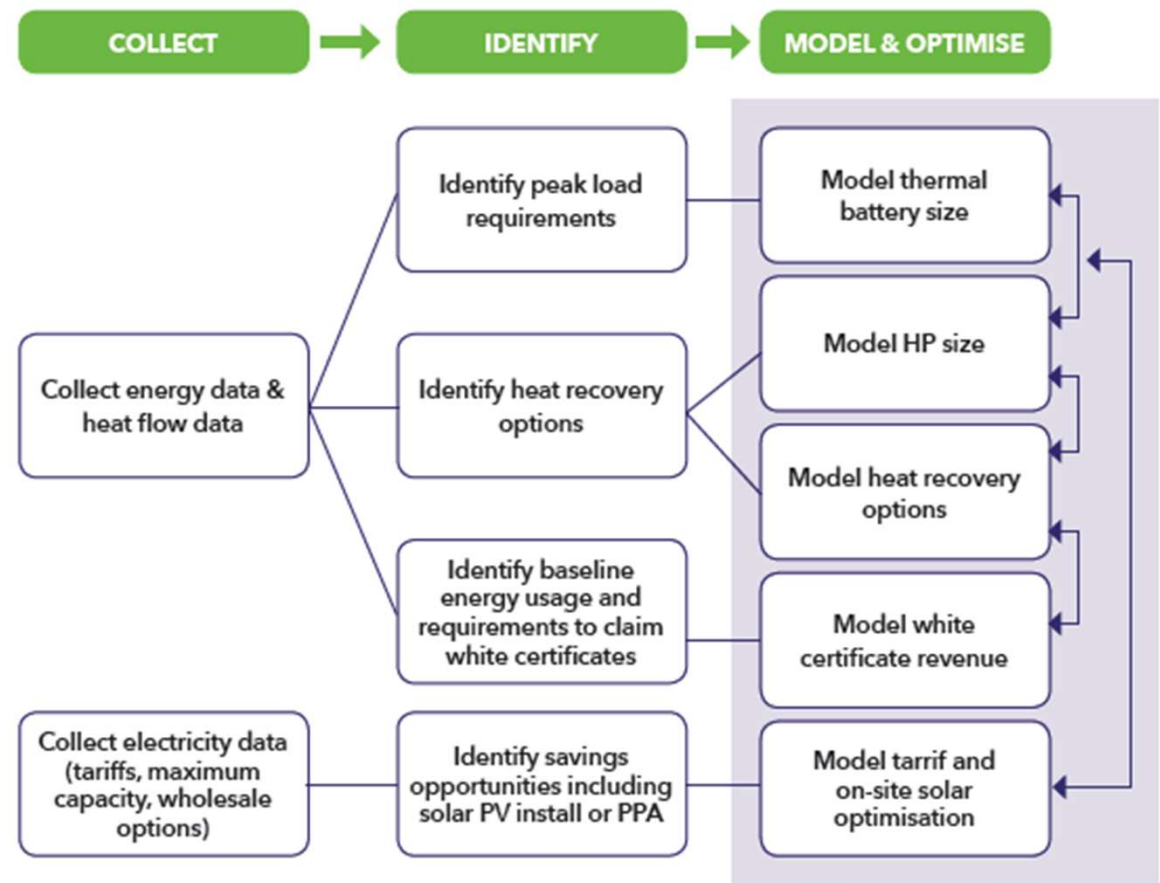 COLLECT
IDENTIFY
MODEL & OPTIMISE
Collect energy data &
heat flow data
Identify peak load
requirements
Identify heat recovery
options
Identify baseline
energy usage and
requirements to claim
white certificates
Model thermal
battery size
Model HP size
Model heat recovery
options
Model white
certificate revenue
Collect electricity data
(tariffs, maximum
capacity, wholesale
options)
Identify savings
opportunities including
solar PV install or PPA
Model tarrif and
on-site solar
optimisation